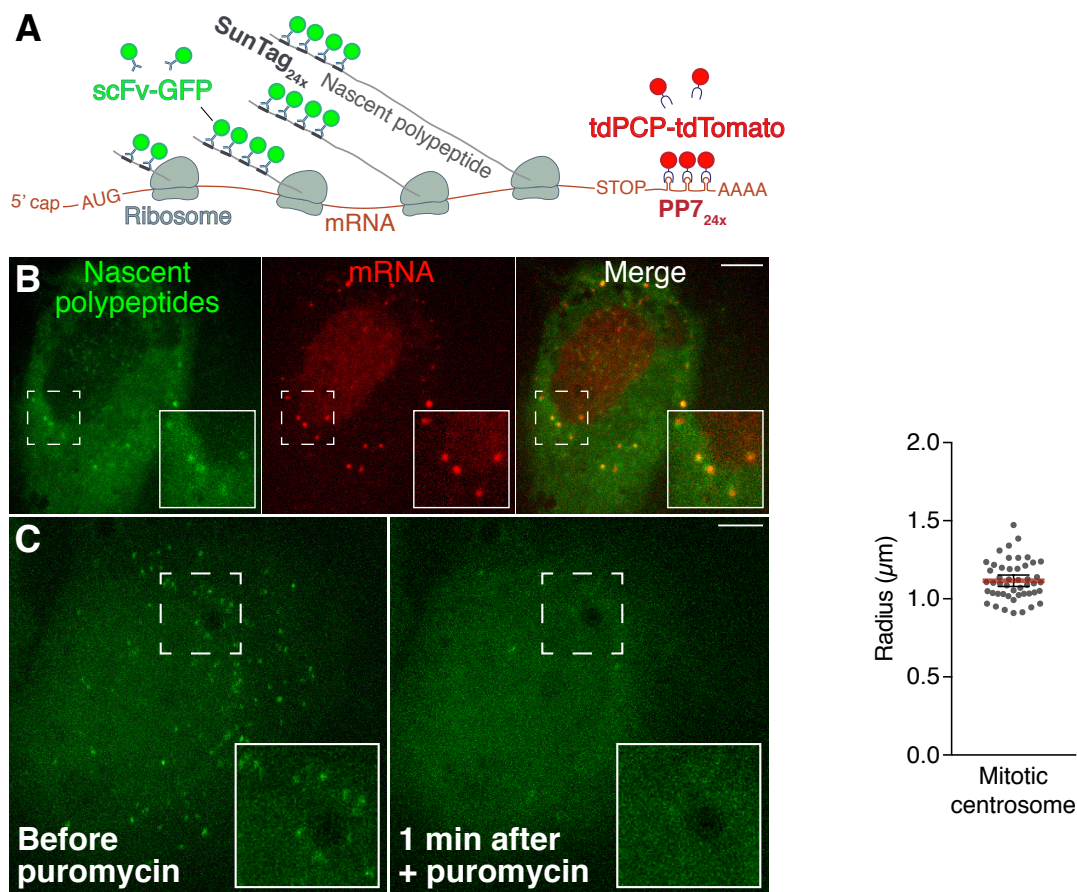 A
SunTag24x
Nascent polypeptide
scFv-GFP
tdPCP-tdTomato
5' cap
AUG
Ribosome
mRNA
STOP
AAAA
PP724x
B
Nascent
polypeptides
mRNA
Merge
C
Before
puromycin
1 min after
+ puromycin
2.0
1.5
1.0
0.5
0.0
Radius (µm)
Mitotic
centrosome